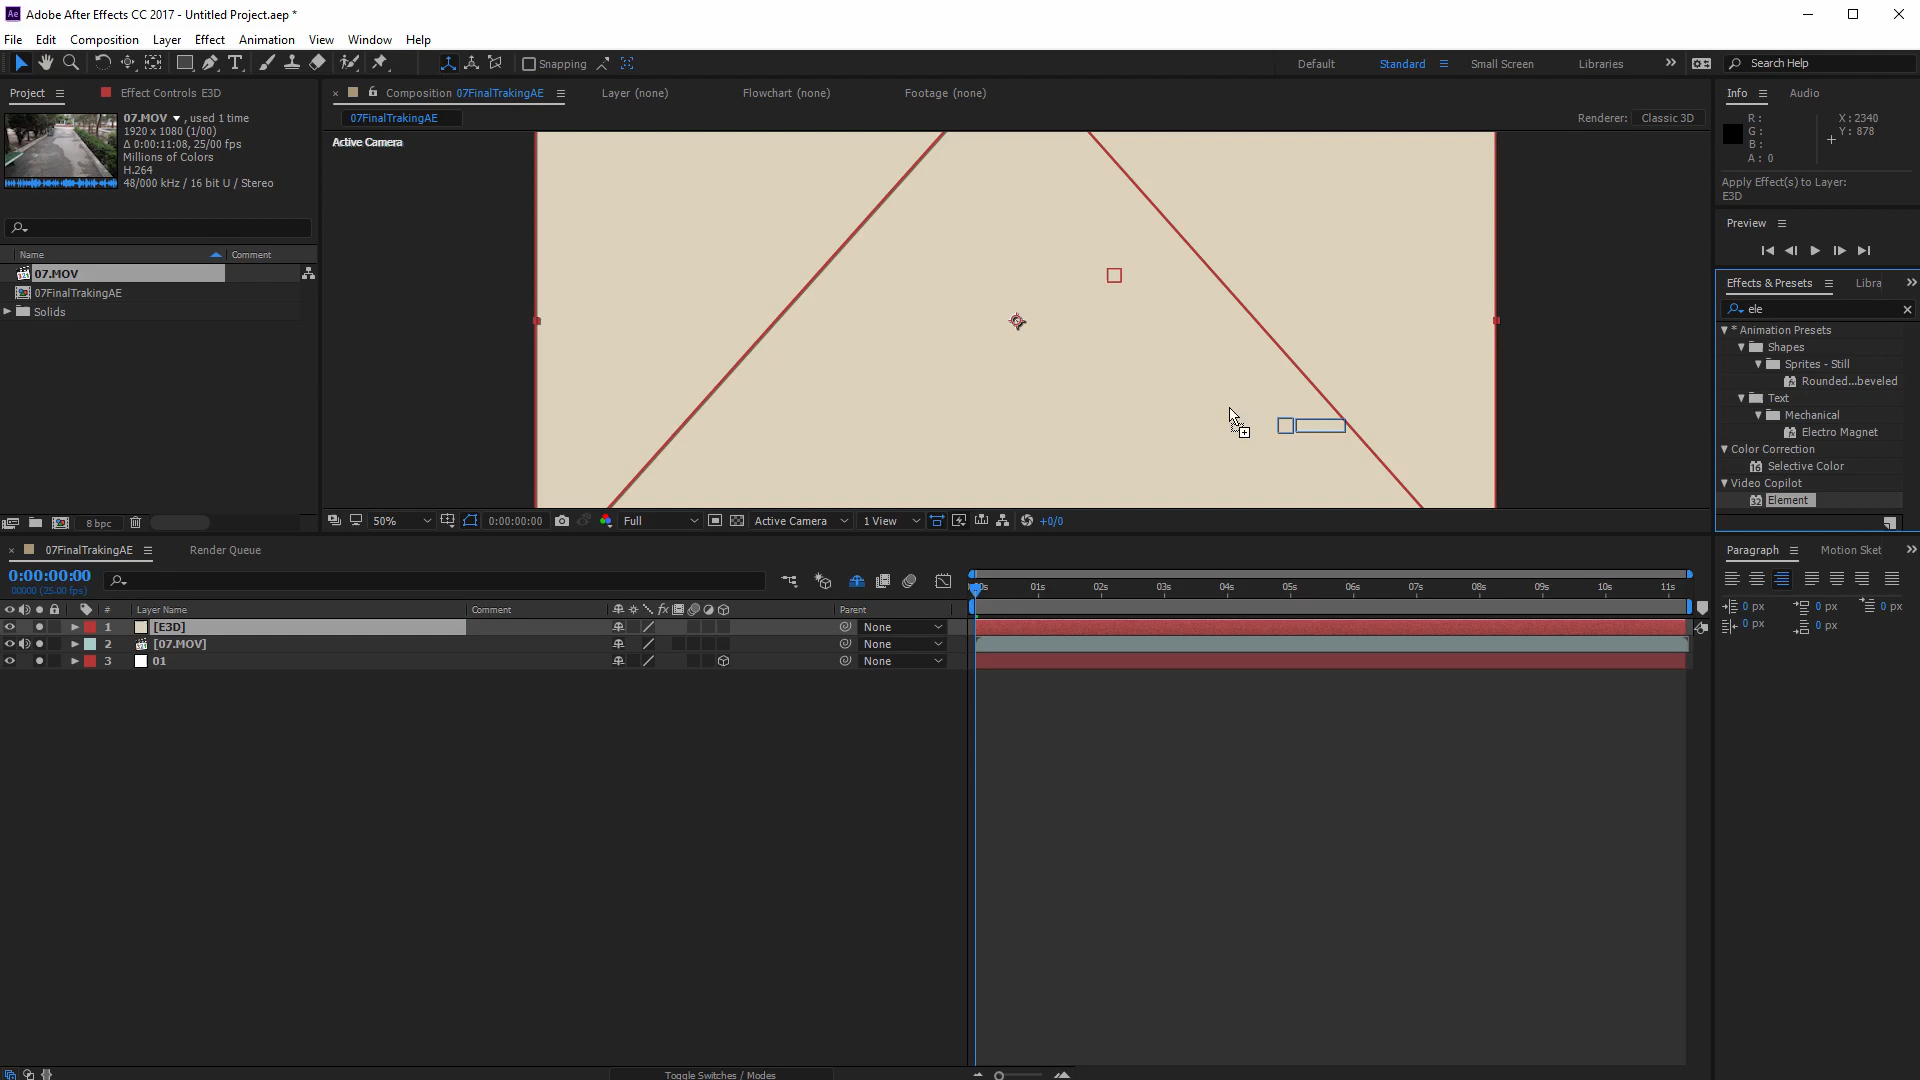 Adobe After Effects CC 2017 - Untitled Project.aep *
File Edit Composition Layer Effect Animation View Window Help
Snapping Default Standard Small Screen Libraries Search Help
Project Effect Controls E3D Composition 07FinalTrakingAE Layer (none) Flowchart (none) Footage (none) Info Audio
07.MOV , used 1 time
1920 x 1080 (1/00)
Δ 0:00:11:08, 25/00 fps
Millions of Colors
H.264
48/000 kHz / 16 bit U / Stereo
07FinalTrakingAE Renderer: Classic 3D
Active Camera
R: X: 2340
G: Y: 878
B:
A: 0
Apply Effect(s) to Layer:
E3D
Preview
Name Comment
07.MOV
07FinalTrakingAE
Solids
Effects & Presets Libra
ele
* Animation Presets
Shapes
Sprites - Still
Rounded...beveled
Text
Mechanical
Electro Magnet
Color Correction
Selective Color
Video Copilot
Element
8 bpc 50% 0:00:00:00 Full Active Camera 1 View +0/0
07FinalTrakingAE Render Queue Paragraph Motion Sket
0:00:00:00
00000 (25.00 fps)
01s 02s 03s 04s 05s 06s 07s 08s 09s 10s 11s
# Layer Name Comment Parent
1 [E3D] None
2 [07.MOV] None
3 01 None
0 px 0 px 0 px
0 px 0 px
Toggle Switches / Modes